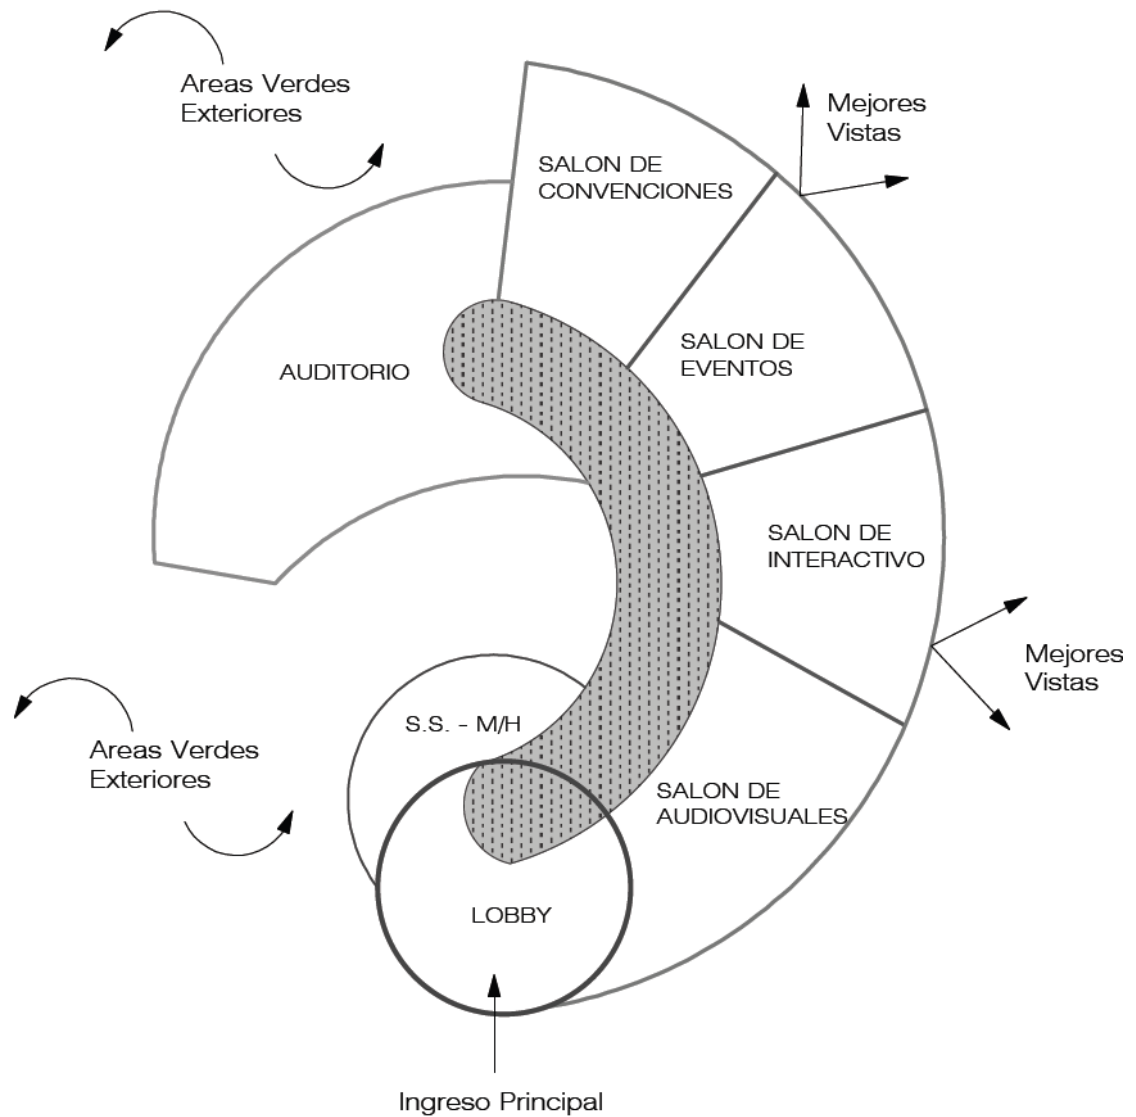 Areas Verdes
Exteriores
Mejores
Vistas
SALON DE
CONVENCIONES
SALON DE
EVENTOS
AUDITORIO
SALON DE
INTERACTIVO
Mejores
Vistas
S.S. - M/H
Areas Verdes
Exteriores
SALON DE
AUDIOVISUALES
LOBBY
Ingreso Principal